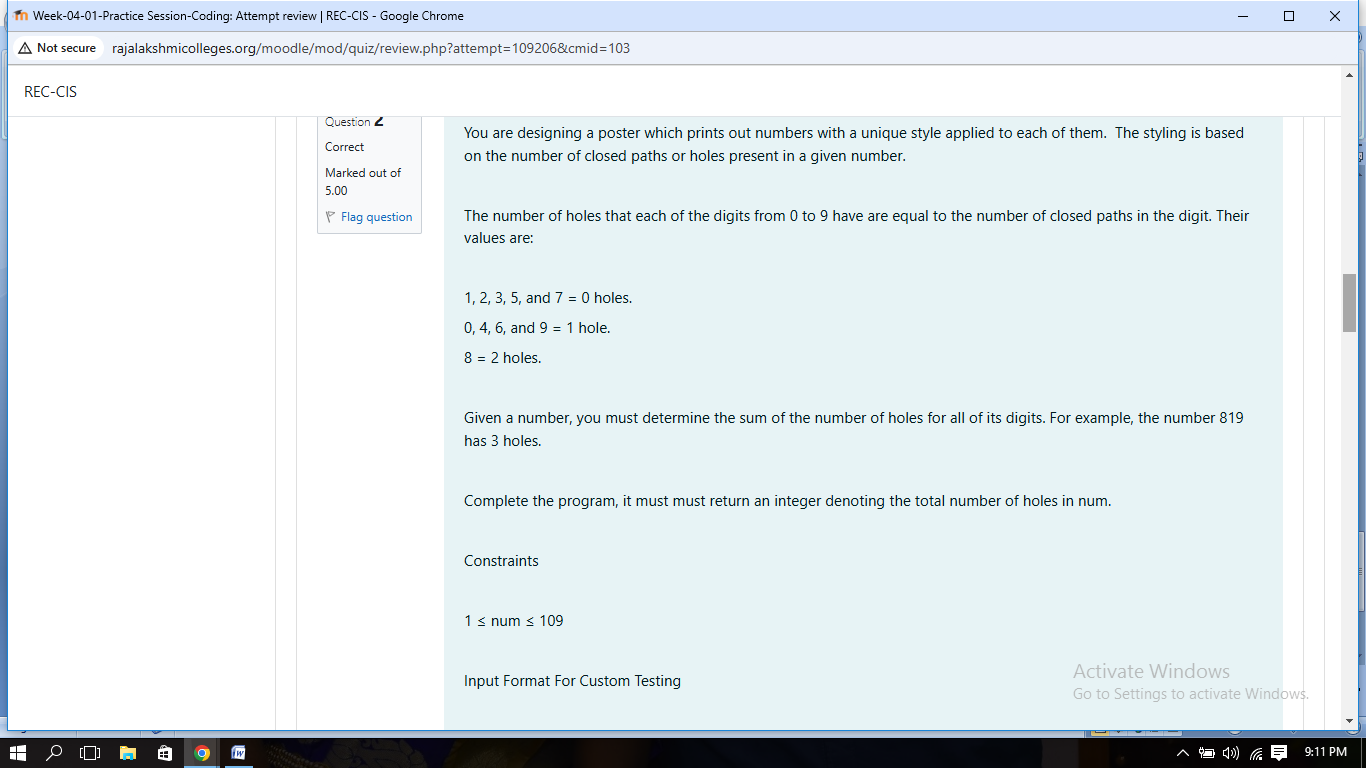 Week-04-01-Practice Session-Coding: Attempt review | REC-CIS - Google Chrome
Not secure rajalakshmicolleges.org/moodle/mod/quiz/review.php?attempt=109206&cmid=103
REC-CIS
Question 2
Correct
Marked out of
5.00
Flag question
You are designing a poster which prints out numbers with a unique style applied to each of them. The styling is based
on the number of closed paths or holes present in a given number.
The number of holes that each of the digits from 0 to 9 have are equal to the number of closed paths in the digit. Their
values are:
1, 2, 3, 5, and 7 = 0 holes.
0, 4, 6, and 9 = 1 hole.
8 = 2 holes.
Given a number, you must determine the sum of the number of holes for all of its digits. For example, the number 819
has 3 holes.
Complete the program, it must must return an integer denoting the total number of holes in num.
Constraints
1 ≤ num ≤ 109
Input Format For Custom Testing
Activate Windows
Go to Settings to activate Windows.
9:11 PM